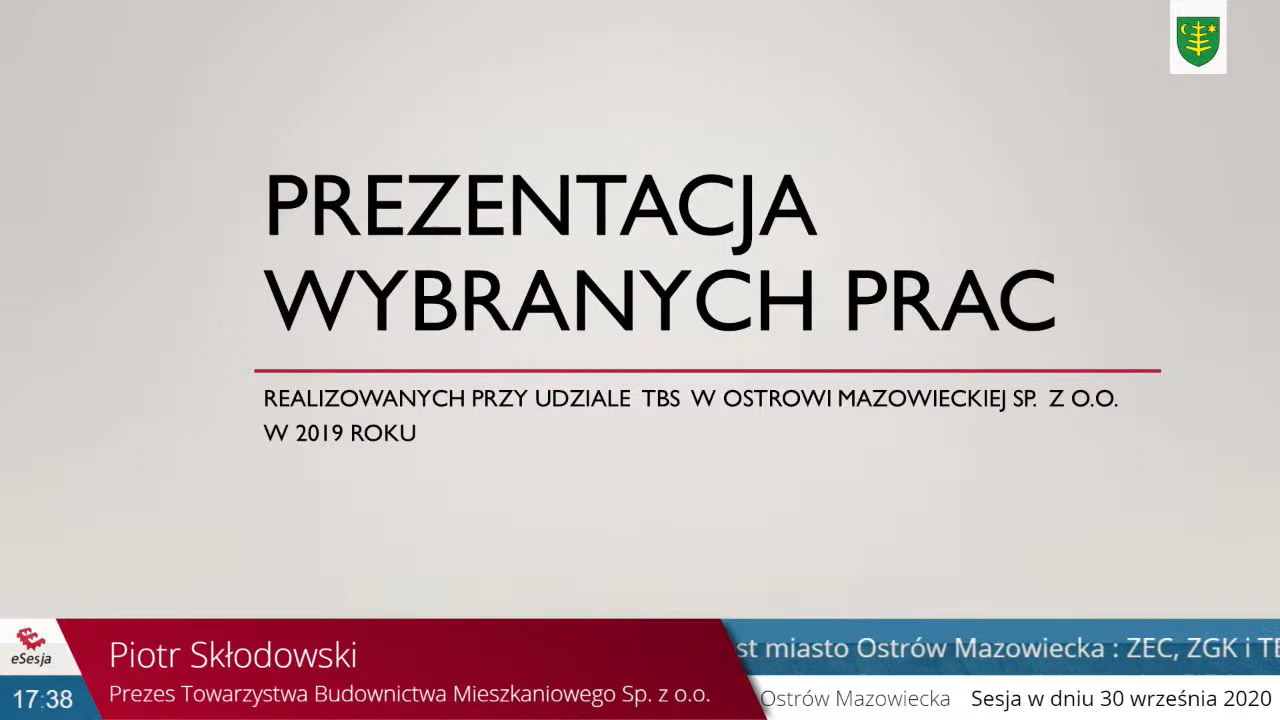 PREZENTACJA
WYBRANYCH PRAC
REALIZOWANYCH PRZY UDZIALE TBS W OSTROWI MAZOWIECKIEJ SP. Z O.O.
W 2019 ROKU
eSesja
17:38
Piotr Skłodowski
Prezes Towarzystwa Budownictwa Mieszkaniowego Sp. z o.o.
miasto Ostrów Mazowiecka : ZEC, ZGK i
Ostrów Mazowiecka Sesja w dniu 30 września 2020